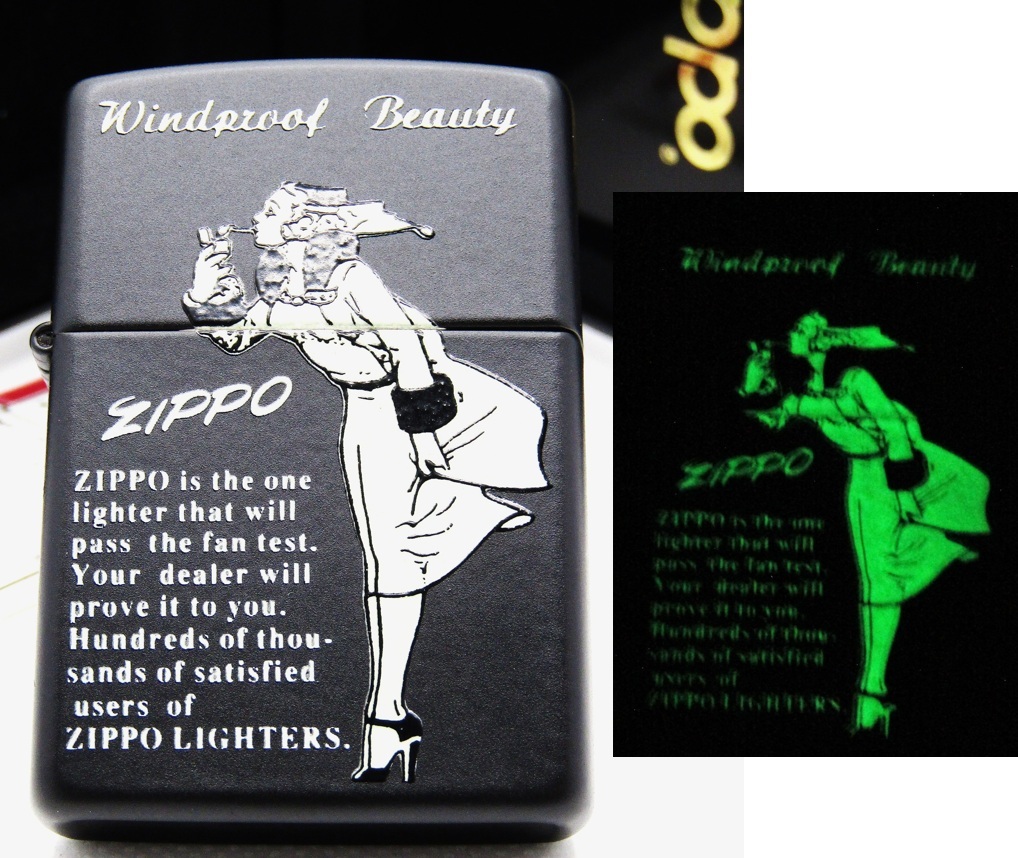 Windproof Beauty
ZIPPO
ZIPPO is the one
lighter that will
pass the fan test.
Your dealer will
prove it to you.
Hundreds of thou-
sands of satisfied
users of
ZIPPO LIGHTERS.
Windproof Beauty
ZIPPO
ZIPPO is the one
lighter that will
pass the fan test.
Your dealer will
prove it to you.
Hundreds of thou-
sands of satisfied
users of
ZIPPO LIGHTERS